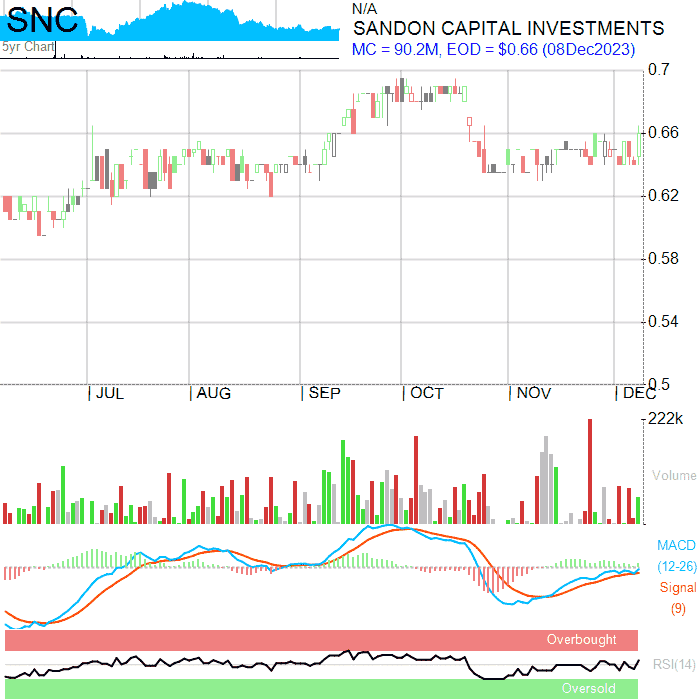 SNC
5yr Chart
N/A
SANDON CAPITAL INVESTMENTS
MC = 90.2M, EOD = $0.66 (08Dec2023)
0.7
0.66
0.62
0.58
0.54
0.5
JUL AUG SEP OCT NOV DEC
222k
Volume
MACD
(12-26)
Signal
(9)
Overbought
RSI(14)
Oversold